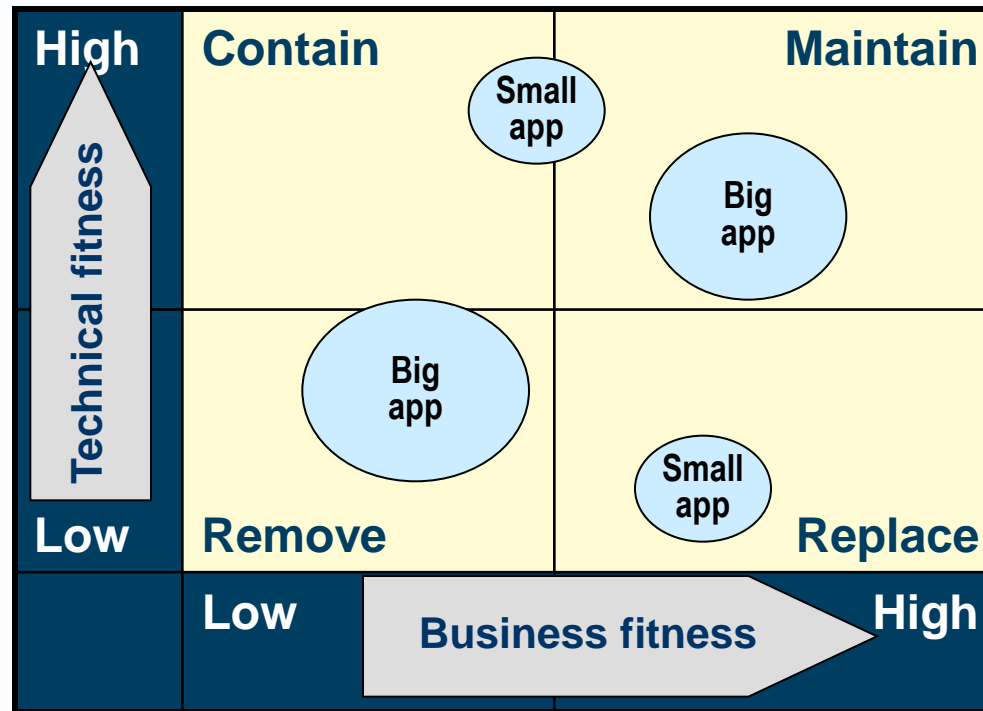 High
Contain
Maintain
Small
app
Big
app
Technical fitness
Big
app
Small
app
Low
Remove
Replace
Low
Business fitness
High